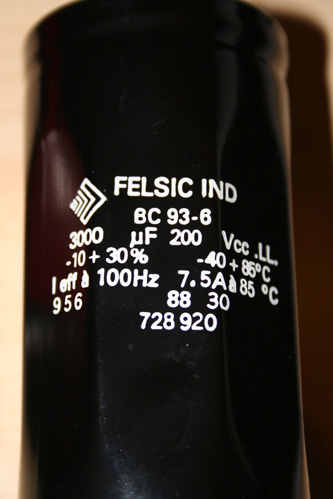 FELSIC IND
BC 93-6
3000 µF 200 Vcc .LL.
-10 + 30% -40 + 85°C
I eff à 100Hz 7.5A à 85 °C
956 88 30
728 920